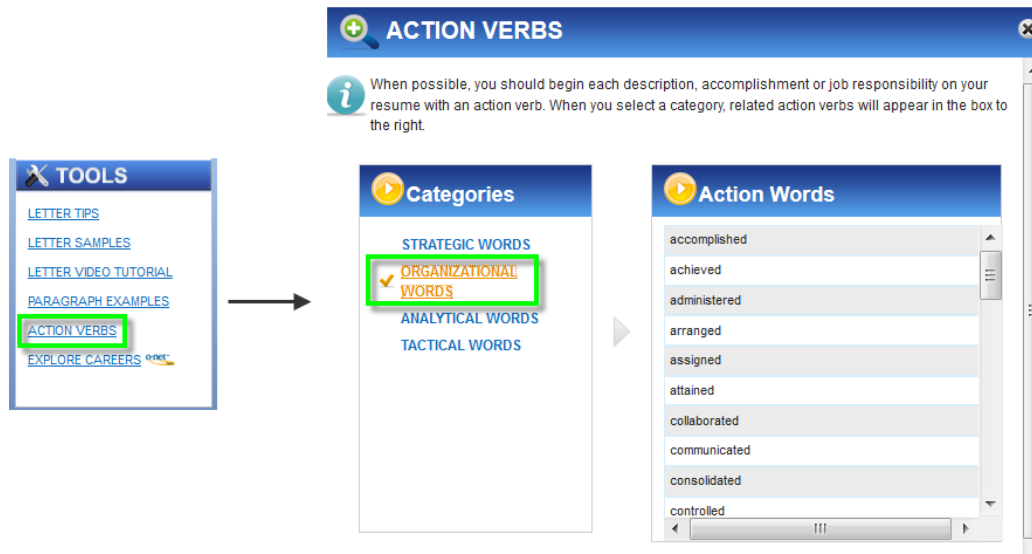 ACTION VERBS
When possible, you should begin each description, accomplishment or job responsibility on your
resume with an action verb. When you select a category, related action verbs will appear in the box to
the right.
TOOLS
LETTER TIPS
LETTER SAMPLES
LETTER VIDEO TUTORIAL
PARAGRAPH EXAMPLES
ACTION VERBS
EXPLORE CAREERS o*net
Categories
STRATEGIC WORDS
ORGANIZATIONAL
WORDS
ANALYTICAL WORDS
TACTICAL WORDS
Action Words
accomplished
achieved
administered
arranged
assigned
attained
collaborated
communicated
consolidated
controlled